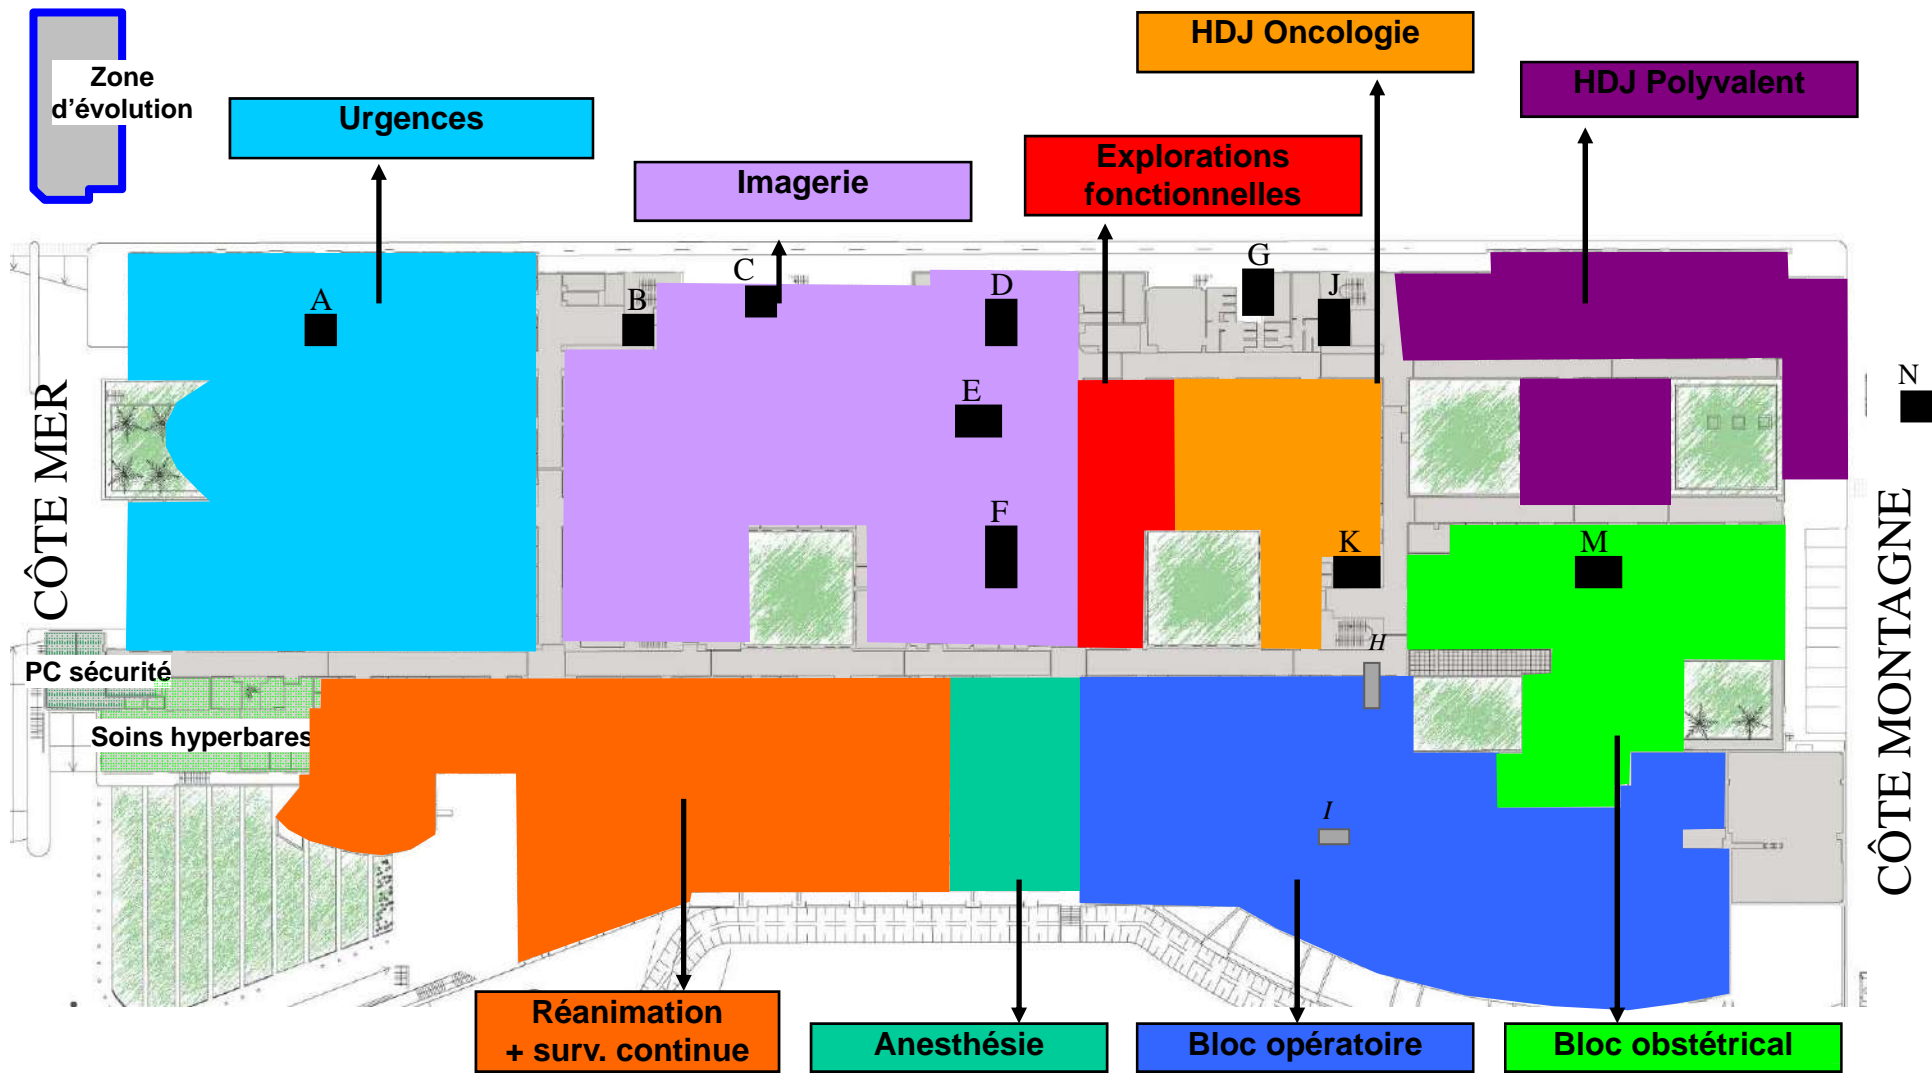 HDJ Oncologie
Zone
d'évolution
HDJ Polyvalent
Urgences
Explorations
fonctionnelles
Imagerie
A
B
C
D
G
J
E
N
F
K
M
CÔTE MER
CÔTE MONTAGNE
H
PC sécurité
Soins hyperbares
I
Réanimation
+ surv. continue
Anesthésie
Bloc opératoire
Bloc obstétrical